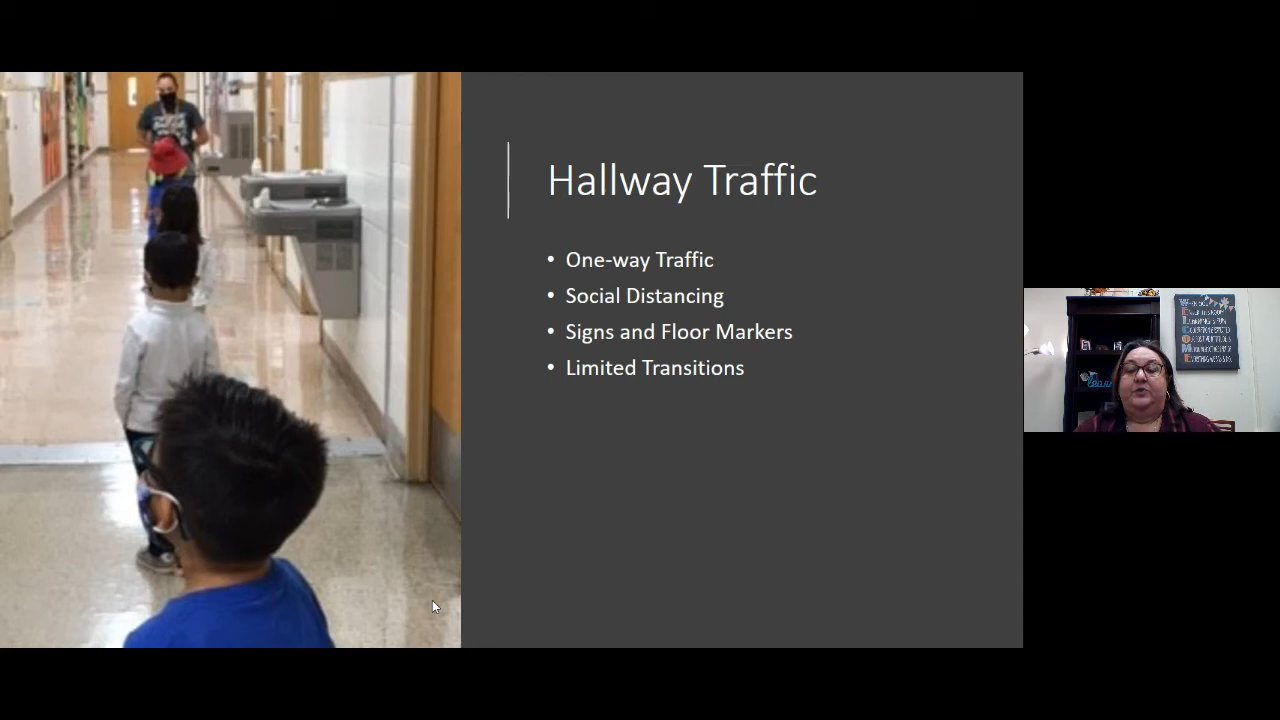 Hallway Traffic
• One-way Traffic
• Social Distancing
• Signs and Floor Markers
• Limited Transitions